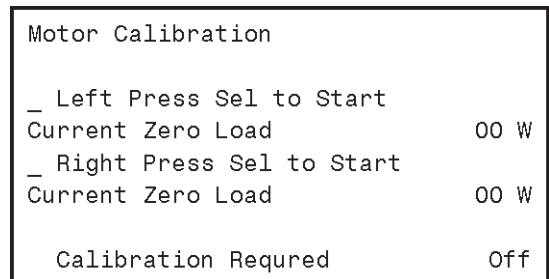 Motor Calibration
_ Left Press Sel to Start
Current Zero Load 00 W
_ Right Press Sel to Start
Current Zero Load 00 W
Calibration Requred Off